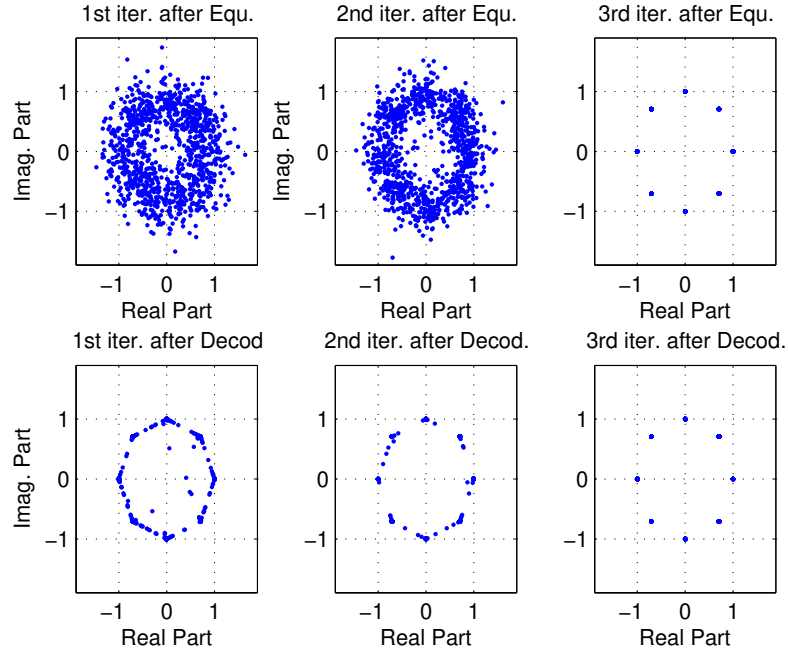 1st iter. after Equ.
2nd iter. after Equ.
3rd iter. after Equ.
Imag. Part
1
0
−1
−1 0 1
Real Part
Imag. Part
1
0
−1
−1 0 1
Real Part
1
0
−1
−1 0 1
Real Part
1st iter. after Decod
2nd iter. after Decod.
3rd iter. after Decod.
Imag. Part
1
0
−1
−1 0 1
Real Part
1
0
−1
−1 0 1
Real Part
1
0
−1
−1 0 1
Real Part